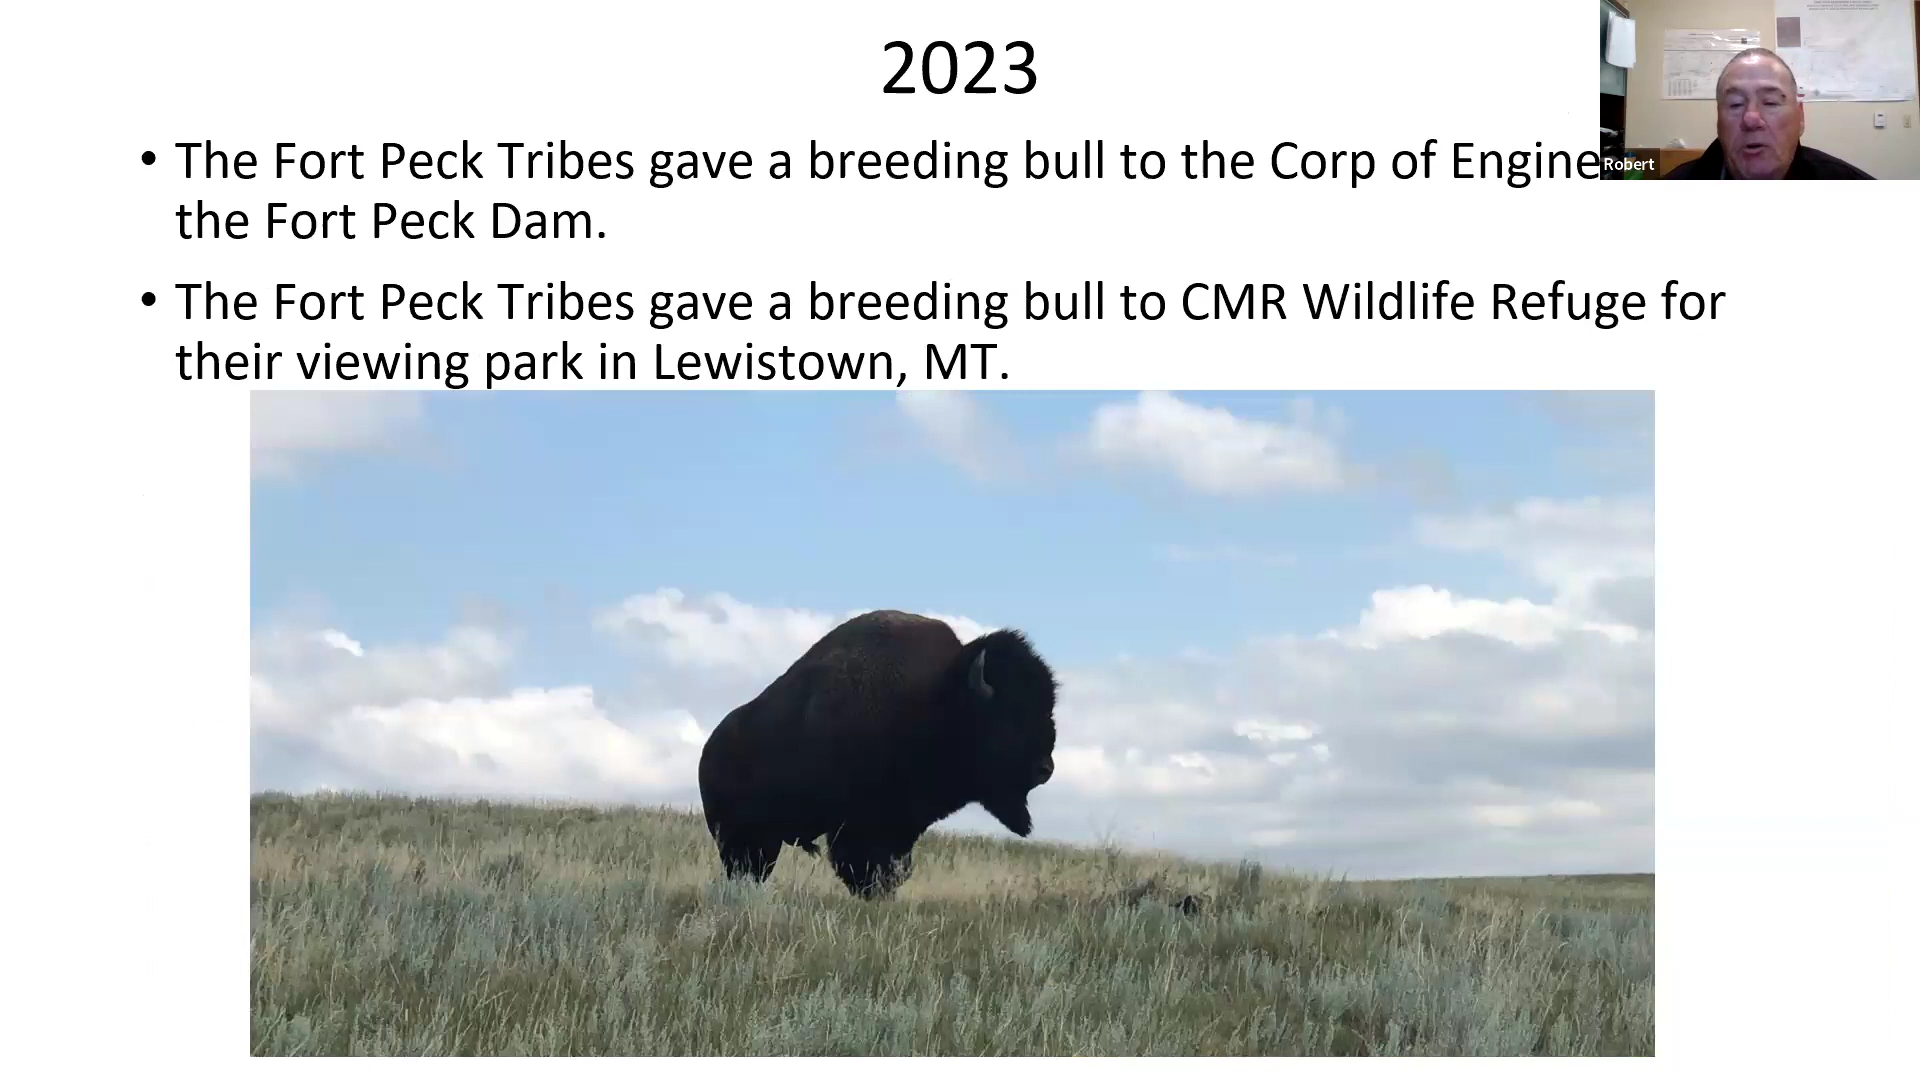 2023
• The Fort Peck Tribes gave a breeding bull to the Corp of Engine
the Fort Peck Dam.
• The Fort Peck Tribes gave a breeding bull to CMR Wildlife Refuge for
their viewing park in Lewistown, MT.
Robert